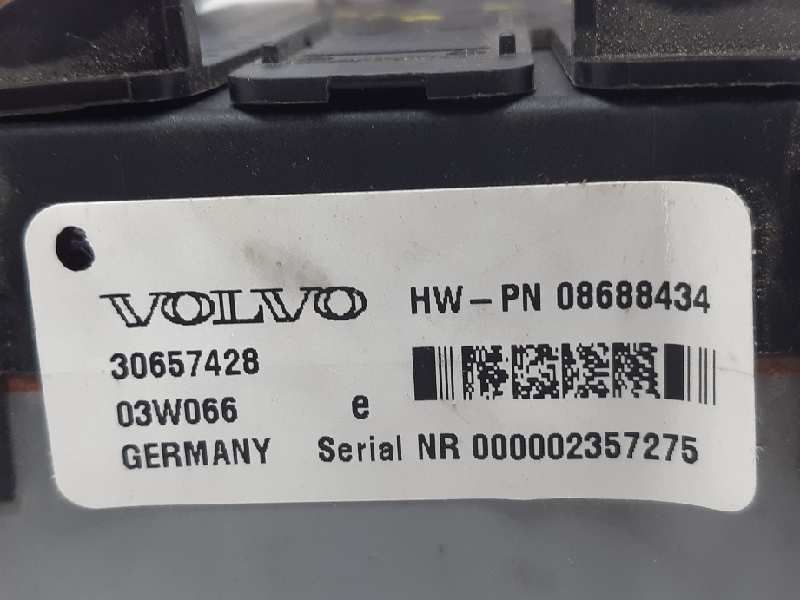 VOLVO HW-PN 08688434
30657428
03W066 e
GERMANY Serial NR 000002357275